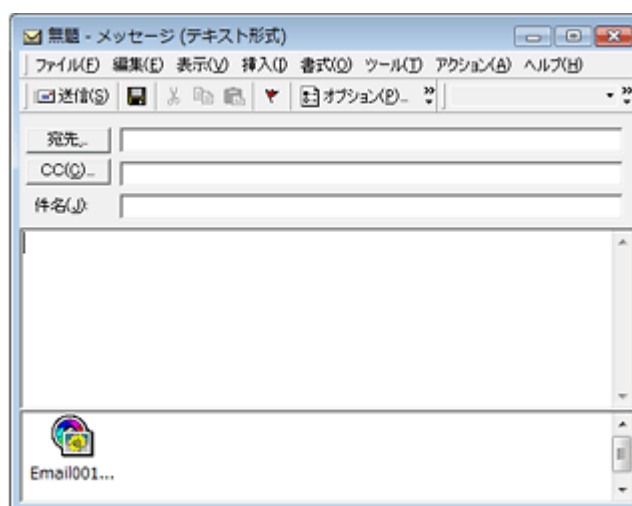 無題 - メッセージ (テキスト形式)
ファイル(F) 編集(E) 表示(V) 挿入(I) 書式(O) ツール(T) アクション(A) ヘルプ(H)
送信(S) オプション(P)...
宛先...
CC(C)...
件名(J):
Email001...